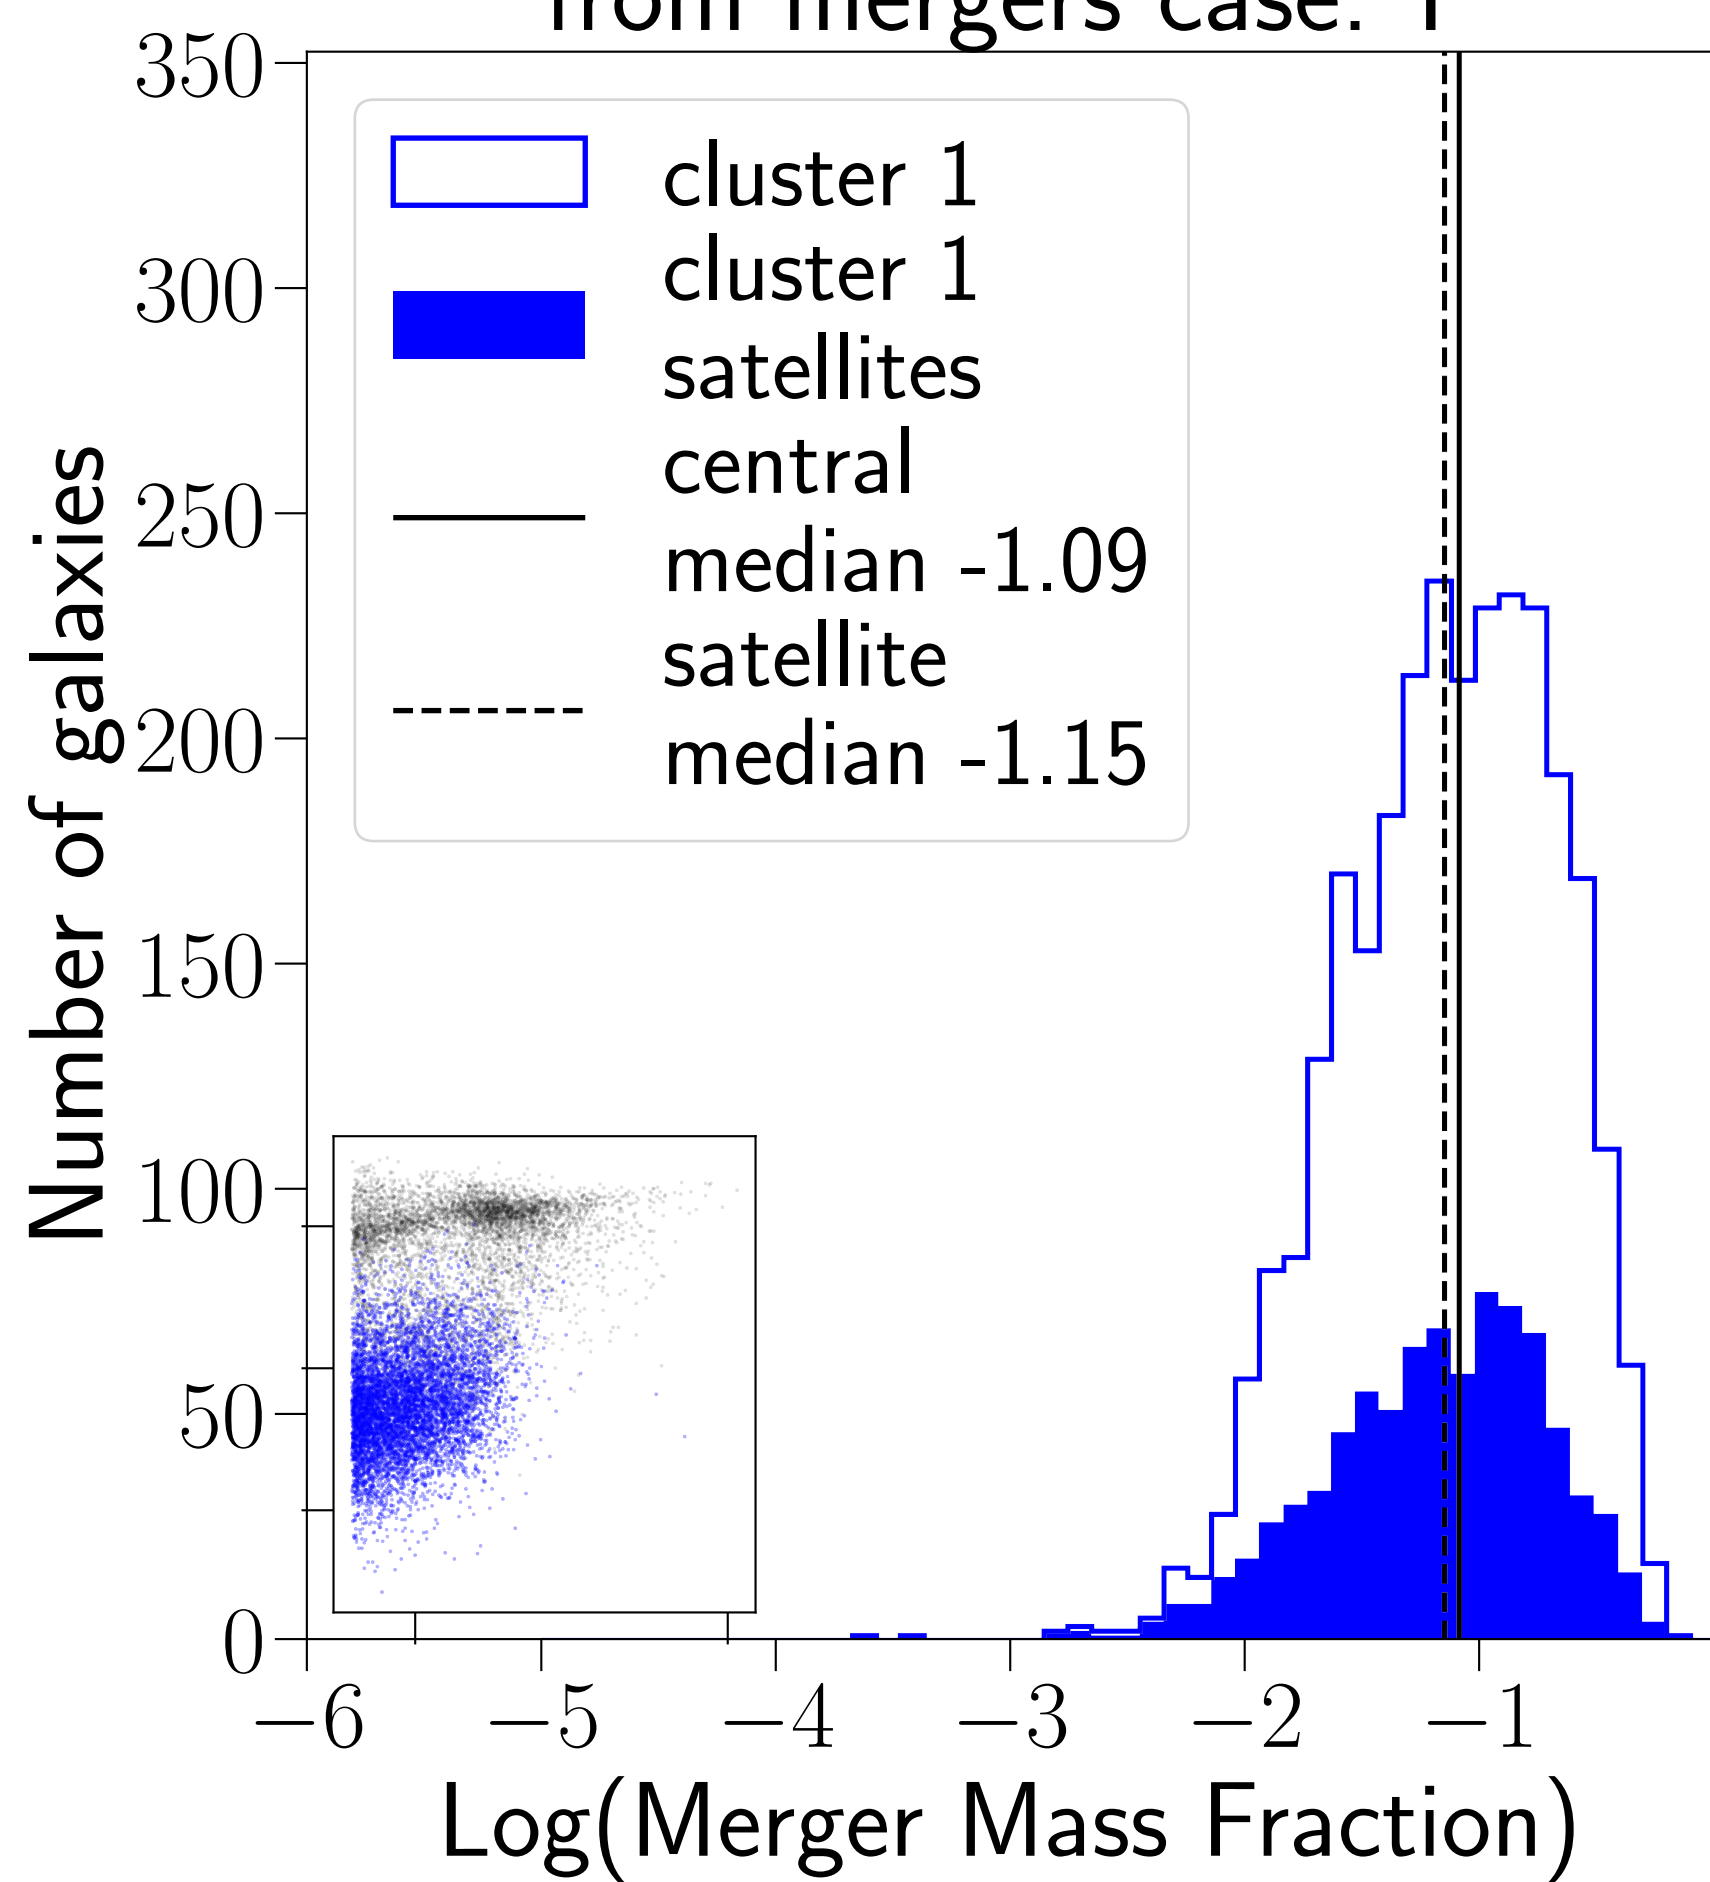 from mergers case: 1
350
300
250
200
150
100
50
0
Number of galaxies
cluster 1
cluster 1
satellites
central
median -1.09
satellite
median -1.15
−6 −5 −4 −3 −2 −1
Log(Merger Mass Fraction)